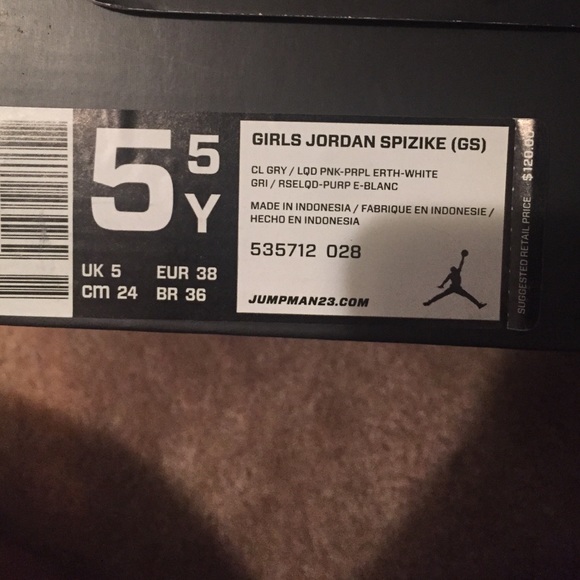 5 5 Y
UK 5 EUR 38
CM 24 BR 36
GIRLS JORDAN SPIZIKE (GS)
CL GRY / LQD PNK-PRPL ERTH-WHITE
GRI / RSELQD-PURP E-BLANC
MADE IN INDONESIA / FABRIQUE EN INDONESIE /
HECHO EN INDONESIA
535712 028
JUMPMAN23.COM
SUGGESTED RETAIL PRICE: $120.00